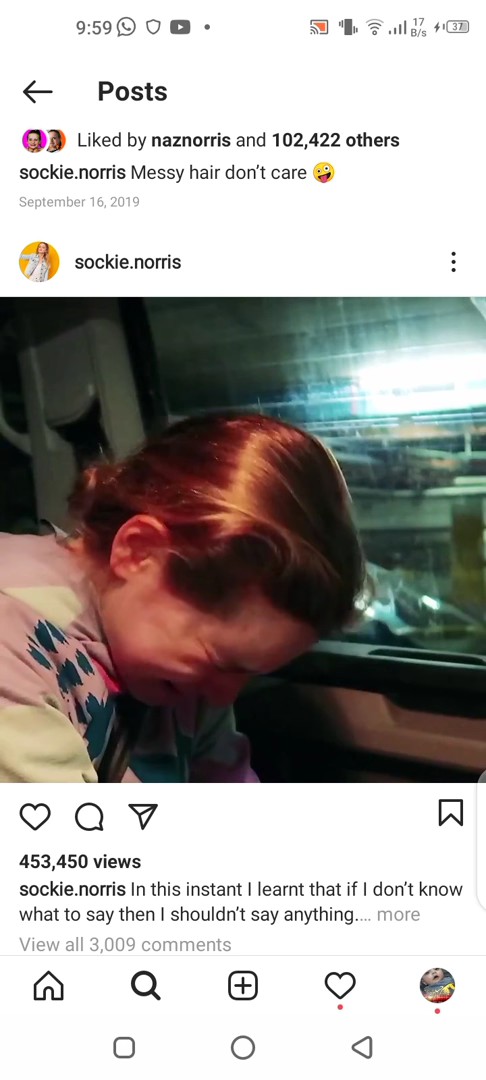 9:59 17 B/s 37
Posts
Liked by naznorris and 102,422 others
sockie.norris Messy hair don't care 🤪
September 16, 2019
sockie.norris
453,450 views
sockie.norris In this instant I learnt that if I don't know
what to say then I shouldn't say anything.... more
View all 3,009 comments